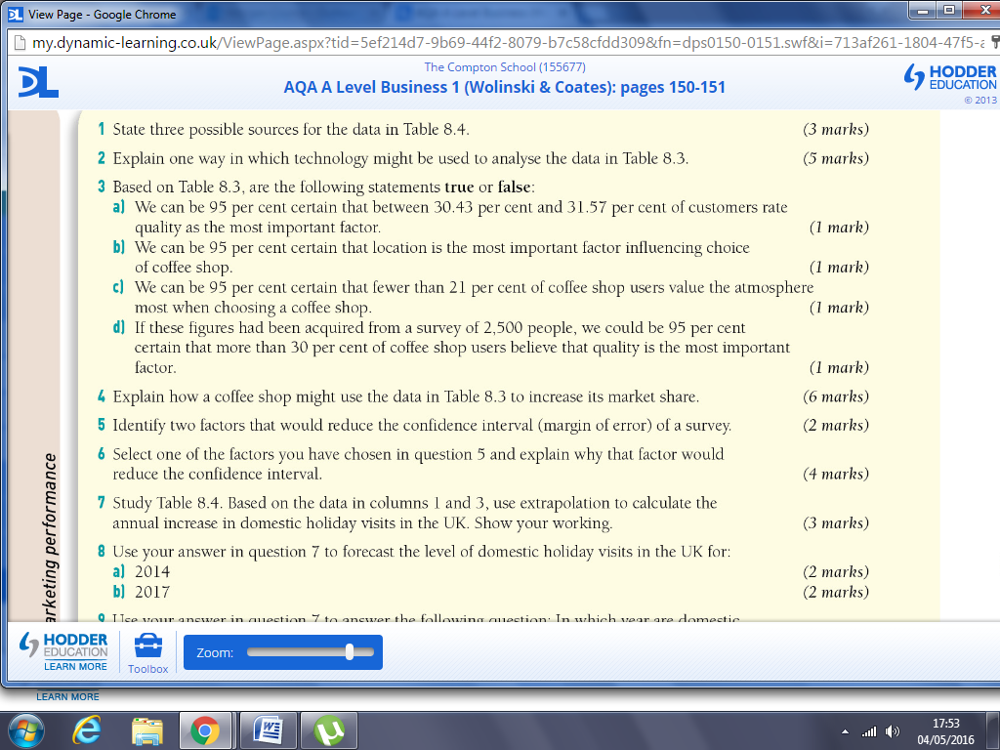 View Page - Google Chrome
my.dynamic-learning.co.uk/ViewPage.aspx?tid=5ef214d7-9b69-44f2-8079-b7c58cfdd309&fn=dps0150-0151.swf&i=713af261-1804-47f5-a
DL
The Compton School (155677)
AQA A Level Business 1 (Wolinski & Coates): pages 150-151
HODDER
EDUCATION
© 2013
1 State three possible sources for the data in Table 8.4. (3 marks)
2 Explain one way in which technology might be used to analyse the data in Table 8.3. (5 marks)
3 Based on Table 8.3, are the following statements true or false:
a) We can be 95 per cent certain that between 30.43 per cent and 31.57 per cent of customers rate
quality as the most important factor. (1 mark)
b) We can be 95 per cent certain that location is the most important factor influencing choice
of coffee shop. (1 mark)
c) We can be 95 per cent certain that fewer than 21 per cent of coffee shop users value the atmosphere
most when choosing a coffee shop. (1 mark)
d) If these figures had been acquired from a survey of 2,500 people, we could be 95 per cent
certain that more than 30 per cent of coffee shop users believe that quality is the most important
factor. (1 mark)
4 Explain how a coffee shop might use the data in Table 8.3 to increase its market share. (6 marks)
5 Identify two factors that would reduce the confidence interval (margin of error) of a survey. (2 marks)
6 Select one of the factors you have chosen in question 5 and explain why that factor would
reduce the confidence interval. (4 marks)
7 Study Table 8.4. Based on the data in columns 1 and 3, use extrapolation to calculate the
annual increase in domestic holiday visits in the UK. Show your working. (3 marks)
8 Use your answer in question 7 to forecast the level of domestic holiday visits in the UK for:
a) 2014 (2 marks)
b) 2017 (2 marks)
9 Use your answer in question 7 to answer the following question: In which year are domestic
arketing performance
HODDER
EDUCATION
LEARN MORE
Toolbox
Zoom:
LEARN MORE
17:53
04/05/2016